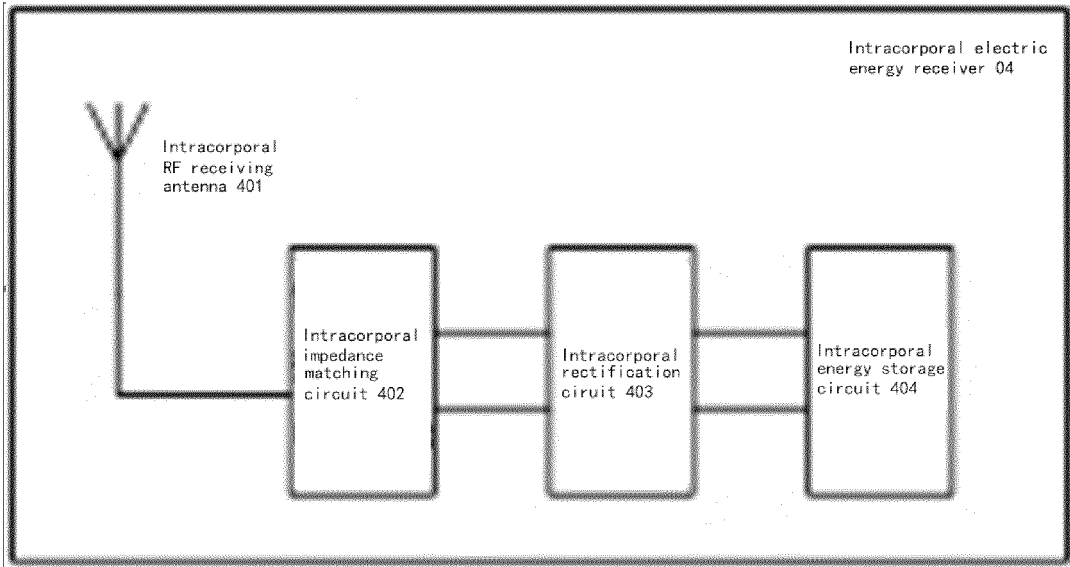 Intracorporal electric
energy receiver 04
Intracorporal
RF receiving
antenna 401
Intracorporal
impedance
matching
circuit 402
Intracorporal
rectification
ciruit 403
Intracorporal
energy storage
circuit 404